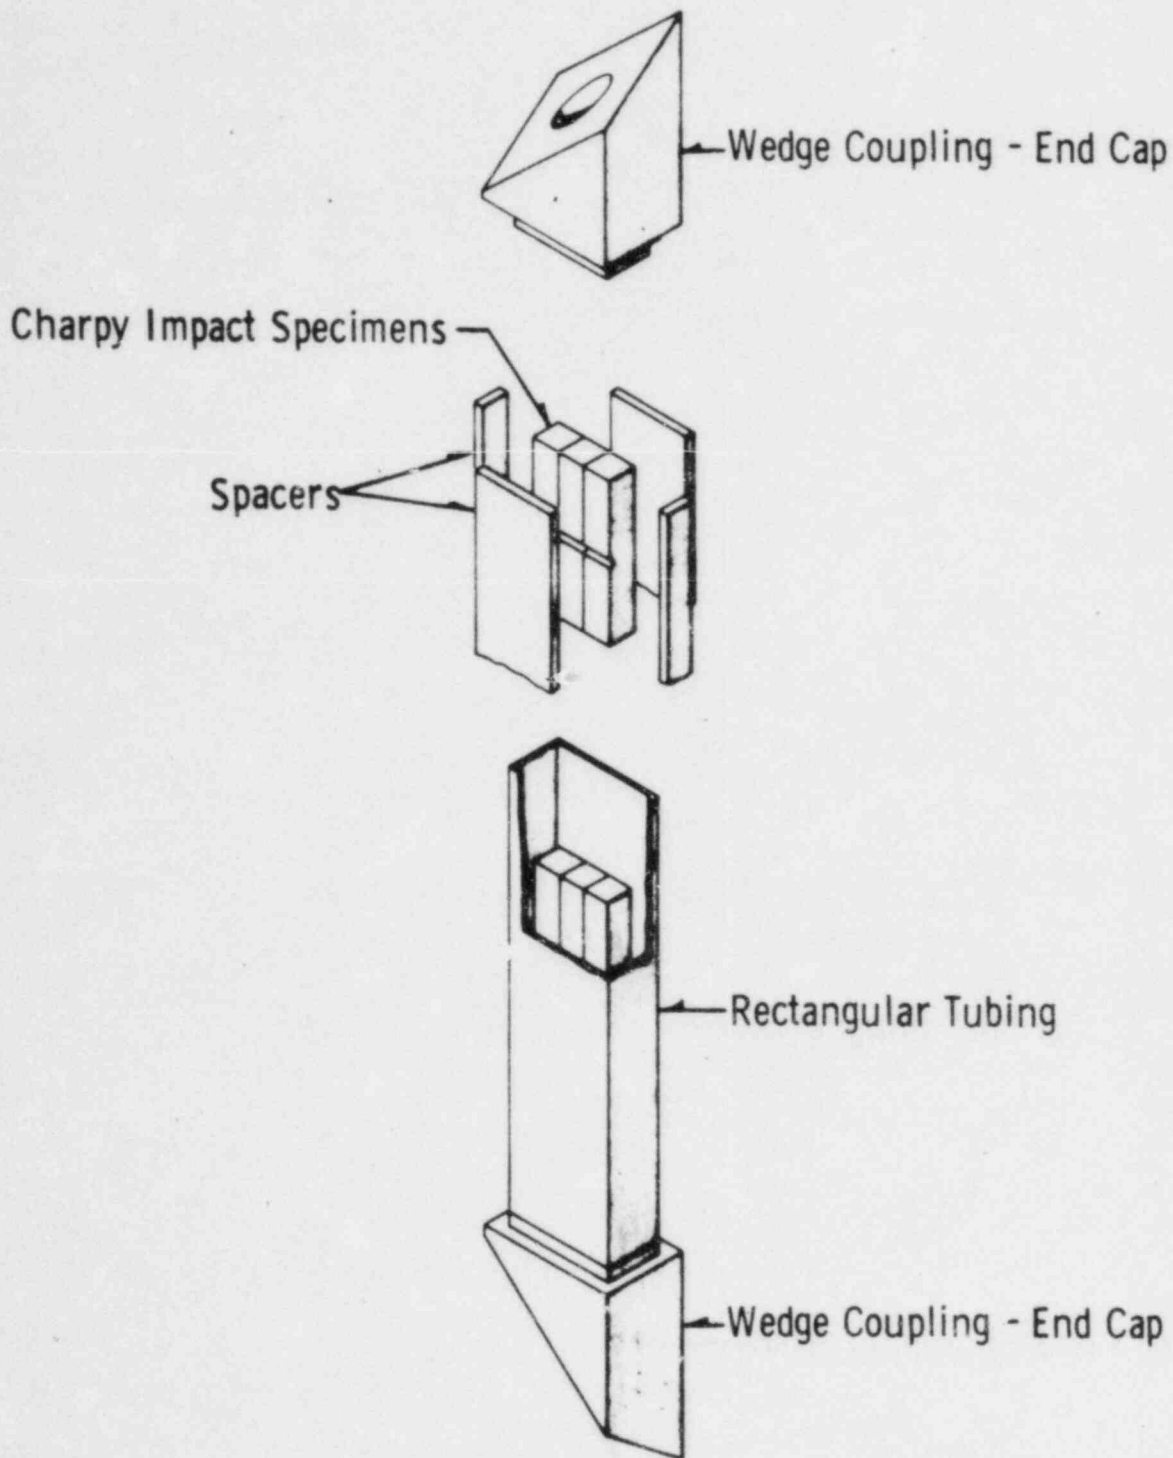 Wedge Coupling - End Cap
Charpy Impact Specimens
Spacers
Rectangular Tubing
Wedge Coupling - End Cap